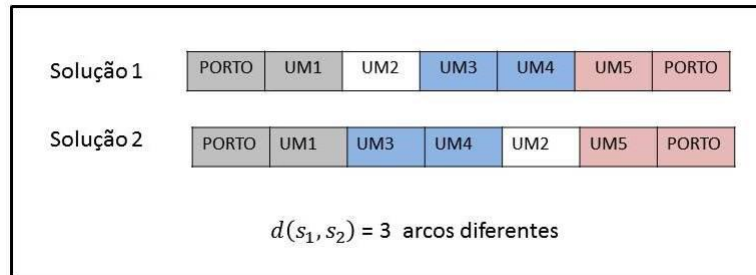 Solução 1 PORTO UM1 UM2 UM3 UM4 UM5 PORTO
Solução 2 PORTO UM1 UM3 UM4 UM2 UM5 PORTO
d(s₁, s₂) = 3 arcos diferentes